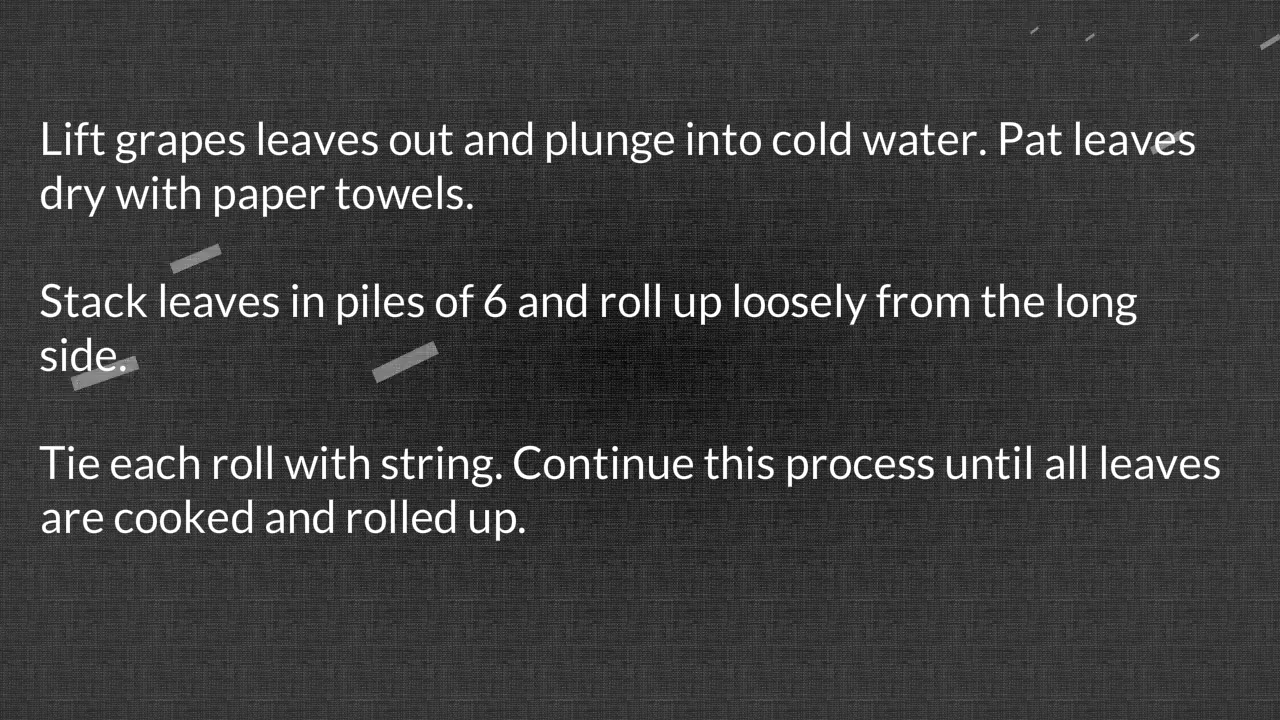 Lift grapes leaves out and plunge into cold water. Pat leaves
dry with paper towels.
Stack leaves in piles of 6 and roll up loosely from the long
side.
Tie each roll with string. Continue this process until all leaves
are cooked and rolled up.